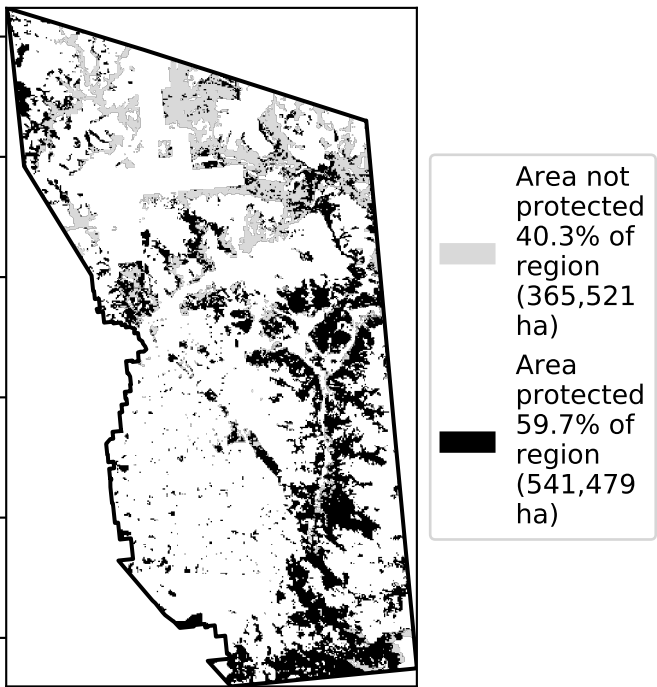 Area not
protected
40.3% of
region
(365,521
ha)
Area
protected
59.7% of
region
(541,479
ha)